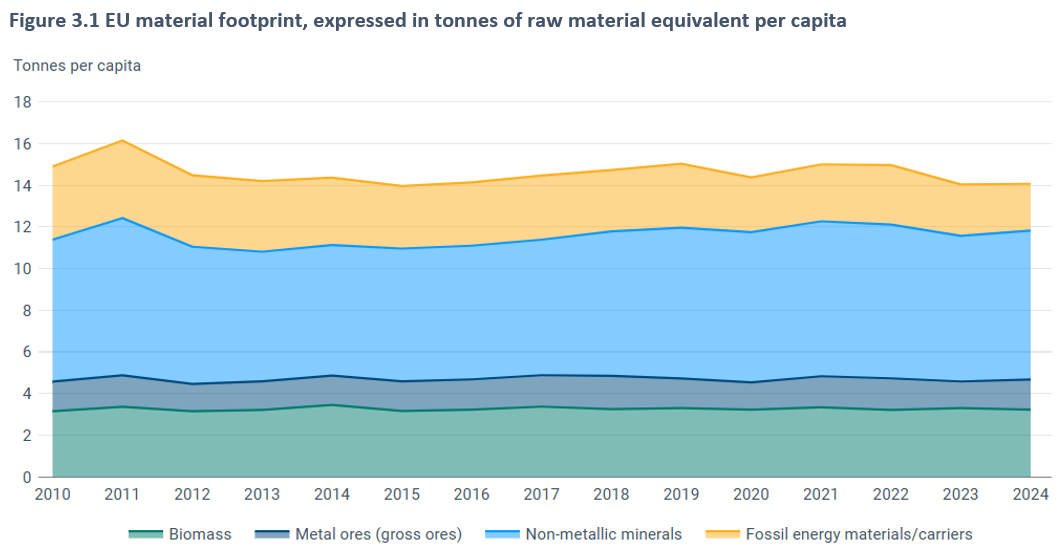 Figure 3.1 EU material footprint, expressed in tonnes of raw material equivalent per capita
Tonnes per capita
18
16
14
12
10
8
6
4
2
0
2010 2011 2012 2013 2014 2015 2016 2017 2018 2019 2020 2021 2022 2023 2024
Biomass Metal ores (gross ores) Non-metallic minerals Fossil energy materials/carriers